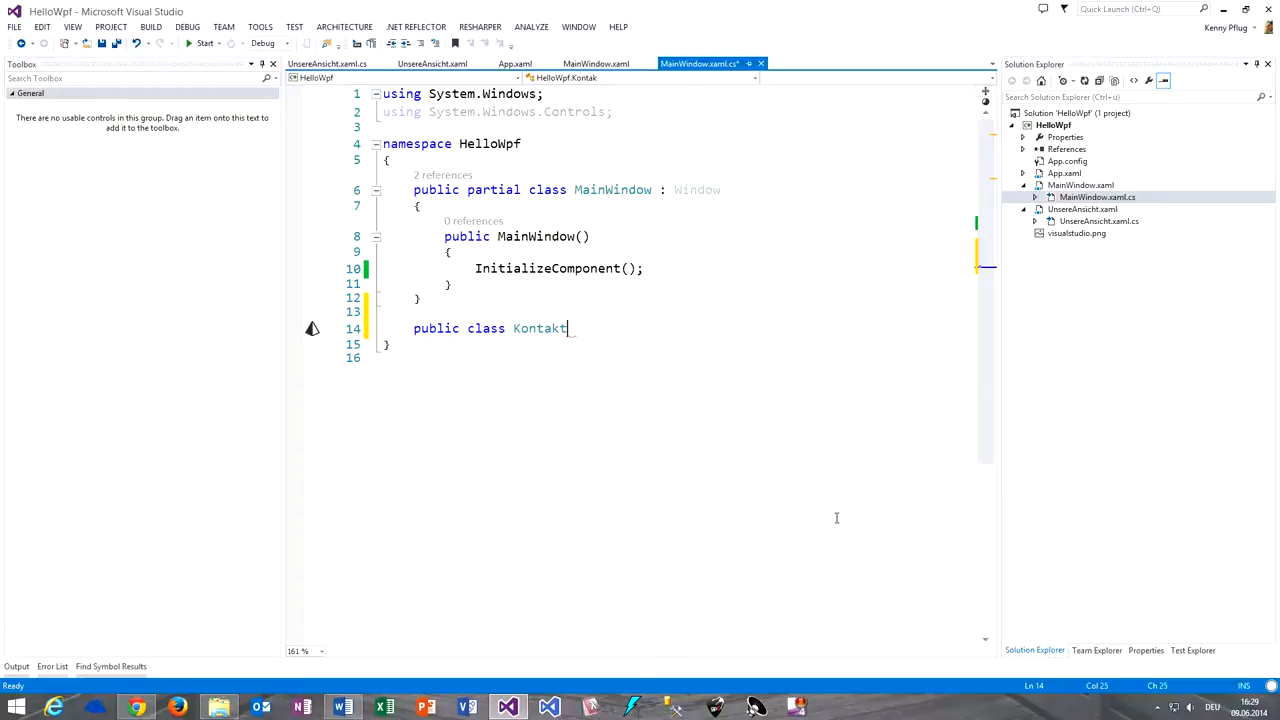 HelloWpf - Microsoft Visual Studio
Quick Launch (Ctrl+Q)
FILE EDIT VIEW PROJECT BUILD DEBUG TEAM TOOLS TEST ARCHITECTURE .NET REFLECTOR RESHARPER ANALYZE WINDOW HELP
Kenny Pflug
Start
Debug
Toolbox
Search Toolbox
General
There are no usable controls in this group. Drag an item onto this text to
add it to the toolbox.
UnsereAnsicht.xaml.cs UnsereAnsicht.xaml App.xaml MainWindow.xaml MainWindow.xaml.cs*
HelloWpf HelloWpf.Kontak
1 using System.Windows;
2 using System.Windows.Controls;
3
4 namespace HelloWpf
5 {
2 references
6 public partial class MainWindow : Window
7 {
0 references
8 public MainWindow()
9 {
10 InitializeComponent();
11 }
12 }
13
14 public class Kontakt
15 }
16
161 %
Solution Explorer
Search Solution Explorer (Ctrl+ü)
Solution 'HelloWpf' (1 project)
HelloWpf
Properties
References
App.config
App.xaml
MainWindow.xaml
MainWindow.xaml.cs
UnsereAnsicht.xaml
UnsereAnsicht.xaml.cs
visualstudio.png
Solution Explorer Team Explorer Properties Test Explorer
Output Error List Find Symbol Results
Ready Ln 14 Col 25 Ch 25 INS
DEU 16:29
09.06.2014